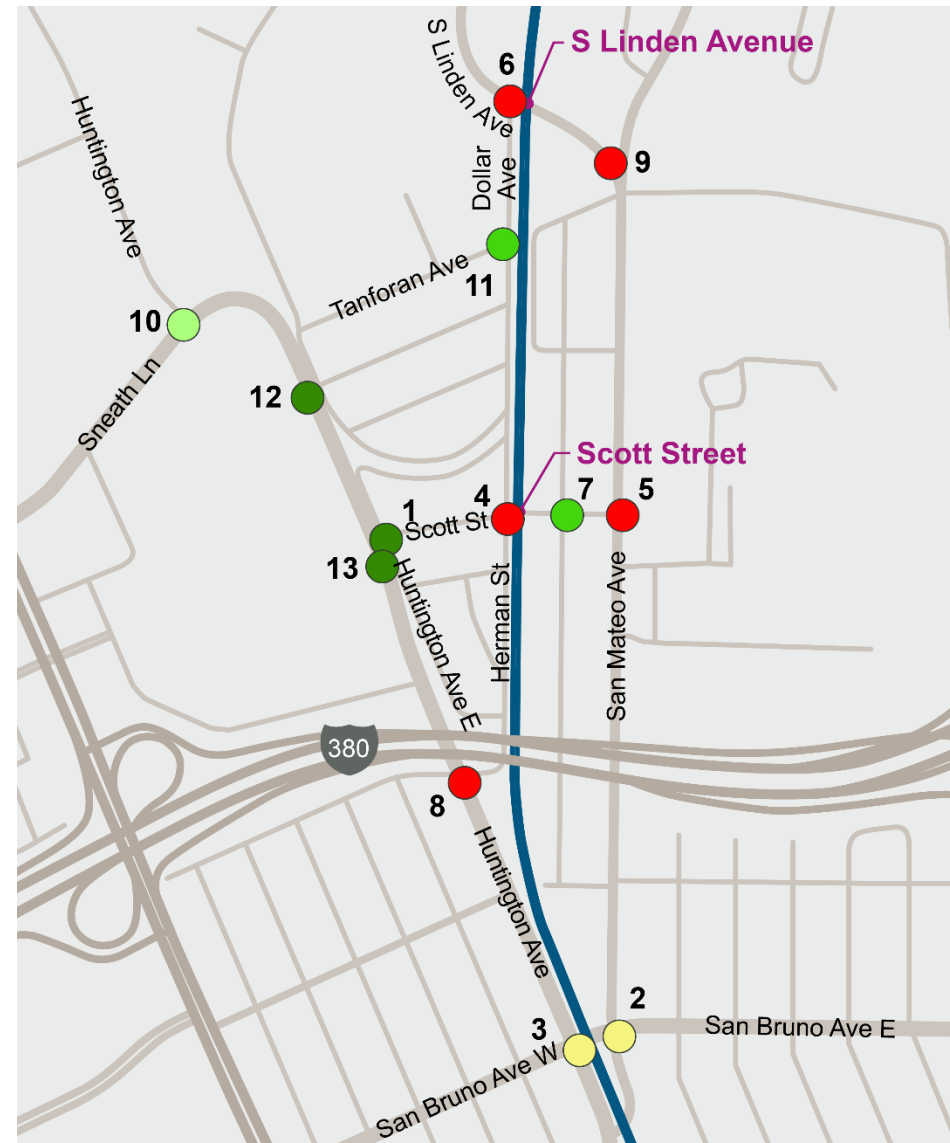 S Linden Avenue
6
S Linden Ave
Huntington Ave
9
Dollar
Ave
Tanforan Ave
11
10
12
Sneath Ln
Scott Street
1
Scott St
4
7
5
13
Huntington Ave E
Herman St
San Mateo Ave
380
8
Huntington Ave
2
3
San Bruno Ave E
San Bruno Ave W